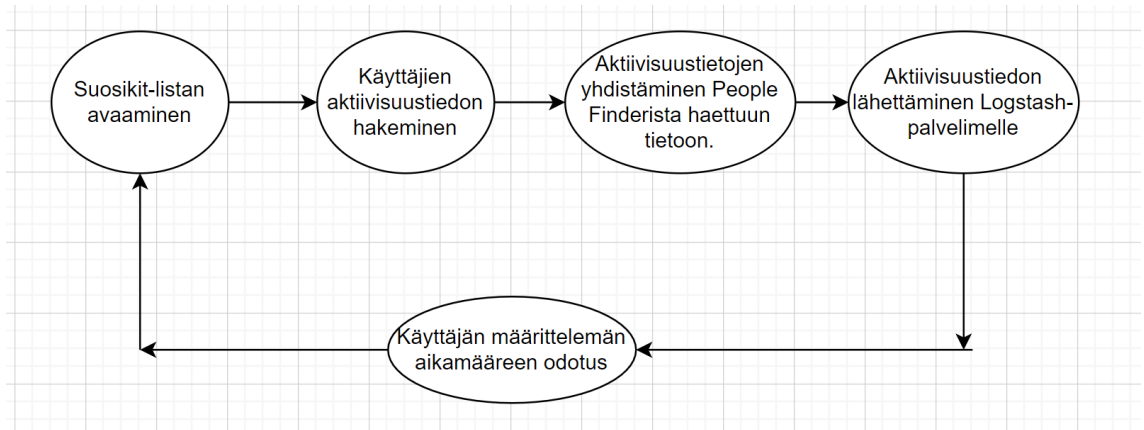 Suosikit-listan
avaaminen
Käyttäjien
aktiivisuustiedon
hakeminen
Aktiivisuustietojen
yhdistäminen People
Finderista haettuun
tietoon.
Aktiivisuustiedon
lähettäminen Logstash-
palvelimelle
Käyttäjän määrittelemän
aikamääreen odotus